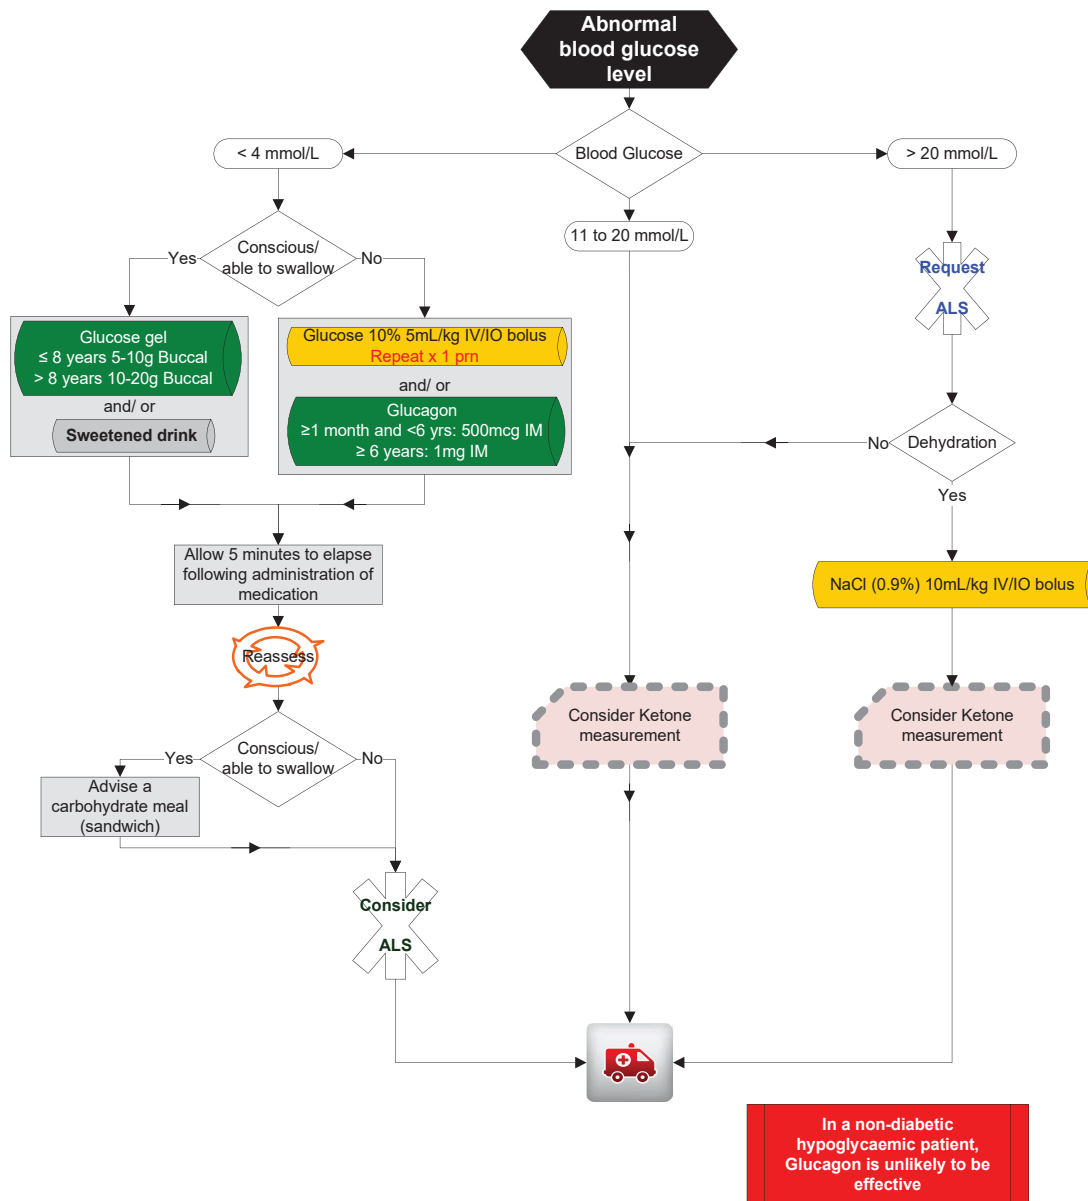 Abnormal
blood glucose
level
< 4 mmol/L
Blood Glucose
> 20 mmol/L
11 to 20 mmol/L
Conscious/
able to swallow
Yes
No
Request
ALS
Glucose gel
≤ 8 years 5-10g Buccal
> 8 years 10-20g Buccal
and/ or
Sweetened drink
Glucose 10% 5mL/kg IV/IO bolus
Repeat x 1 prn
and/ or
Glucagon
≥1 month and <6 yrs: 500mcg IM
≥ 6 years: 1mg IM
No
Dehydration
Yes
Allow 5 minutes to elapse
following administration of
medication
NaCl (0.9%) 10mL/kg IV/IO bolus
Reassess
Consider Ketone
measurement
Consider Ketone
measurement
Conscious/
able to swallow
Yes
No
Advise a
carbohydrate meal
(sandwich)
Consider
ALS
In a non-diabetic
hypoglycaemic patient,
Glucagon is unlikely to be
effective